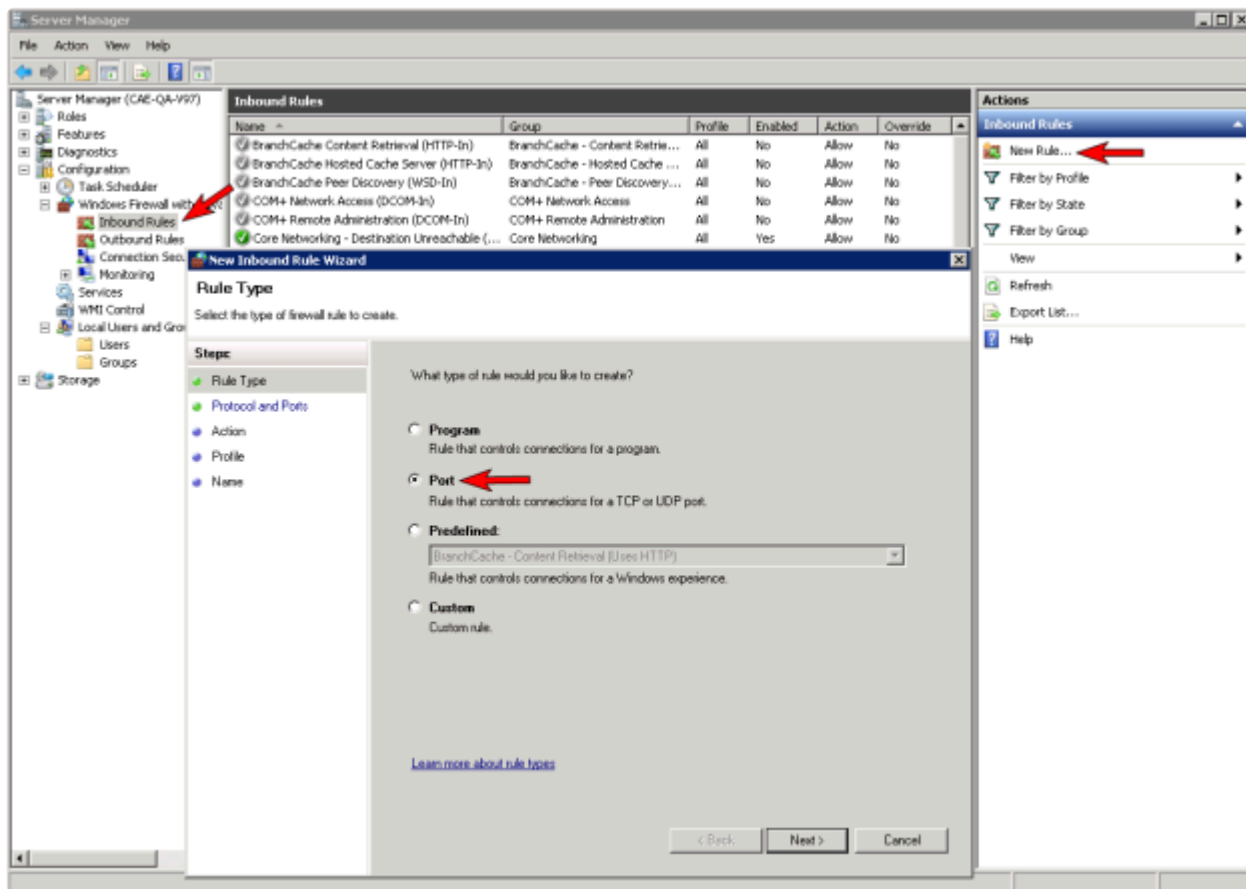 Server Manager
File Action View Help
Server Manager (CAE-QA-V97)
Roles
Features
Diagnostics
Configuration
Task Scheduler
Windows Firewall with
Inbound Rules
Outbound Rules
Connection Sec
Monitoring
Services
WMI Control
Local Users and Grou
Users
Groups
Storage
Inbound Rules
Name Group Profile Enabled Action Override
BranchCache Content Retrieval (HTTP-In) BranchCache - Content Retrie... All No Allow No
BranchCache Hosted Cache Server (HTTP-In) BranchCache - Hosted Cache ... All No Allow No
BranchCache Peer Discovery (WSD-In) BranchCache - Peer Discovery... All No Allow No
COM+ Network Access (DCOM-In) COM+ Network Access All No Allow No
COM+ Remote Administration (DCOM-In) COM+ Remote Administration All No Allow No
Core Networking - Destination Unreachable (... Core Networking All Yes Allow No
New Inbound Rule Wizard
Rule Type
Select the type of firewall rule to create.
Steps:
Rule Type
Protocol and Ports
Action
Profile
Name
What type of rule would you like to create?
Program
Rule that controls connections for a program.
Port
Rule that controls connections for a TCP or UDP port.
Predefined:
BranchCache - Content Retrieval (Uses HTTP)
Rule that controls connections for a Windows experience.
Custom
Custom rule.
Learn more about rule types
< Back Next > Cancel
Actions
Inbound Rules
New Rule...
Filter by Profile
Filter by State
Filter by Group
View
Refresh
Export List...
Help